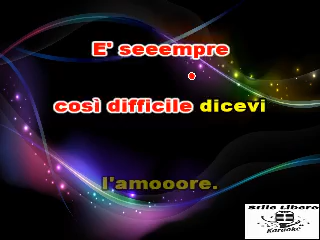 E' seeempre
così difficile dicevi
l'amooore.
Stile Libero
Karaoke